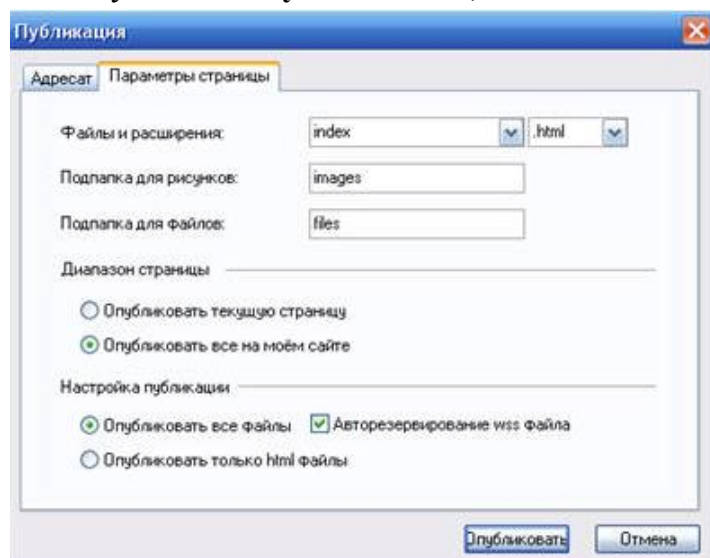 Публикация
Адресат Параметры страницы
Файлы и расширения: index .html
Подпапка для рисунков: images
Подпапка для файлов: files
Диапазон страницы
Опубликовать текущую страницу
Опубликовать все на моём сайте
Настройка публикации
Опубликовать все файлы Авторезервирование wss файла
Опубликовать только html файлы
Опубликовать Отмена